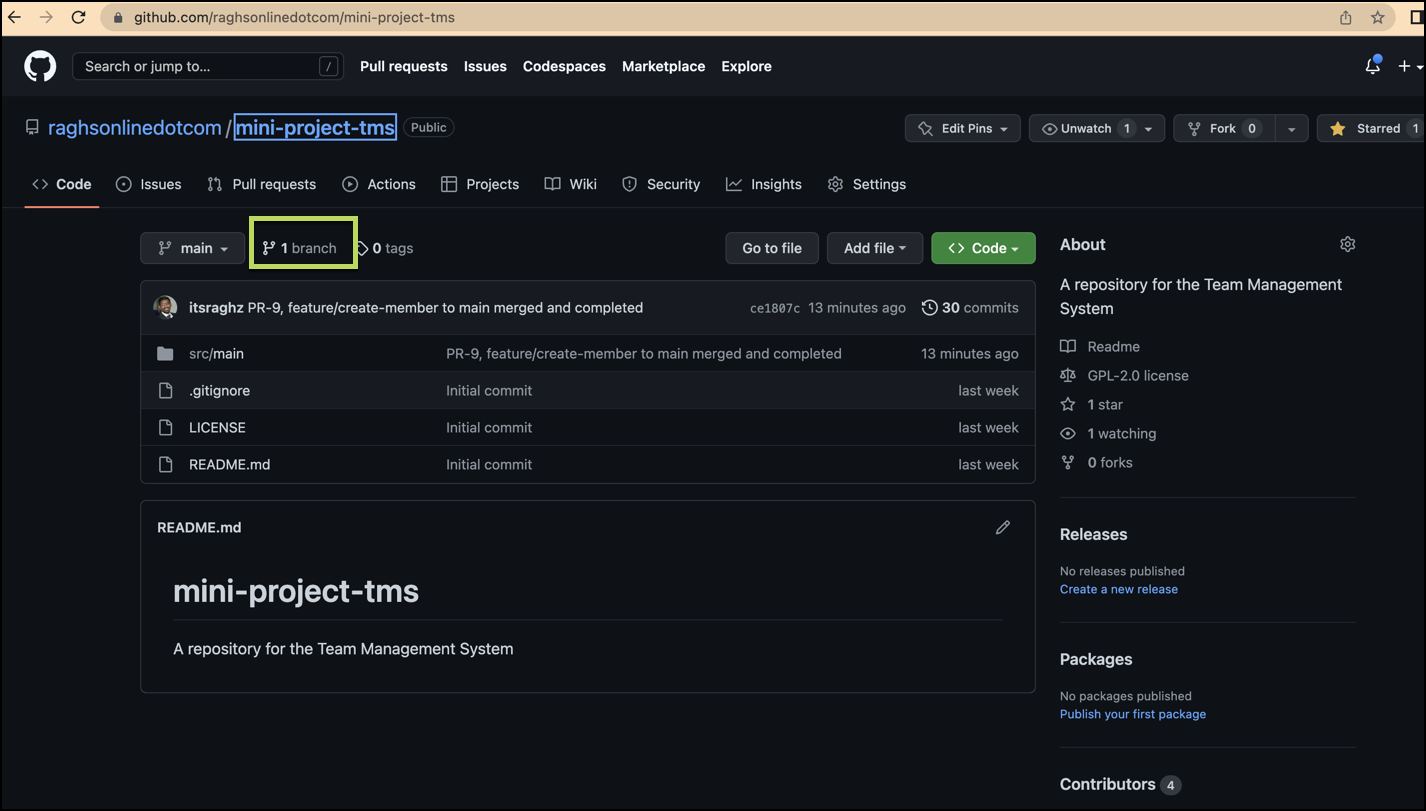 github.com/raghsonlinedotcom/mini-project-tms
Search or jump to... / Pull requests Issues Codespaces Marketplace Explore +
raghsonlinedotcom / mini-project-tms Public Edit Pins Unwatch 1 Fork 0 Starred 1
<> Code Issues Pull requests Actions Projects Wiki Security Insights Settings
main 1 branch 0 tags Go to file Add file <> Code
itsraghz PR-9, feature/create-member to main merged and completed ce1807c 13 minutes ago 30 commits
src/main PR-9, feature/create-member to main merged and completed 13 minutes ago
.gitignore Initial commit last week
LICENSE Initial commit last week
README.md Initial commit last week
README.md
mini-project-tms
A repository for the Team Management System
About
A repository for the Team Management
System
Readme
GPL-2.0 license
1 star
1 watching
0 forks
Releases
No releases published
Create a new release
Packages
No packages published
Publish your first package
Contributors 4